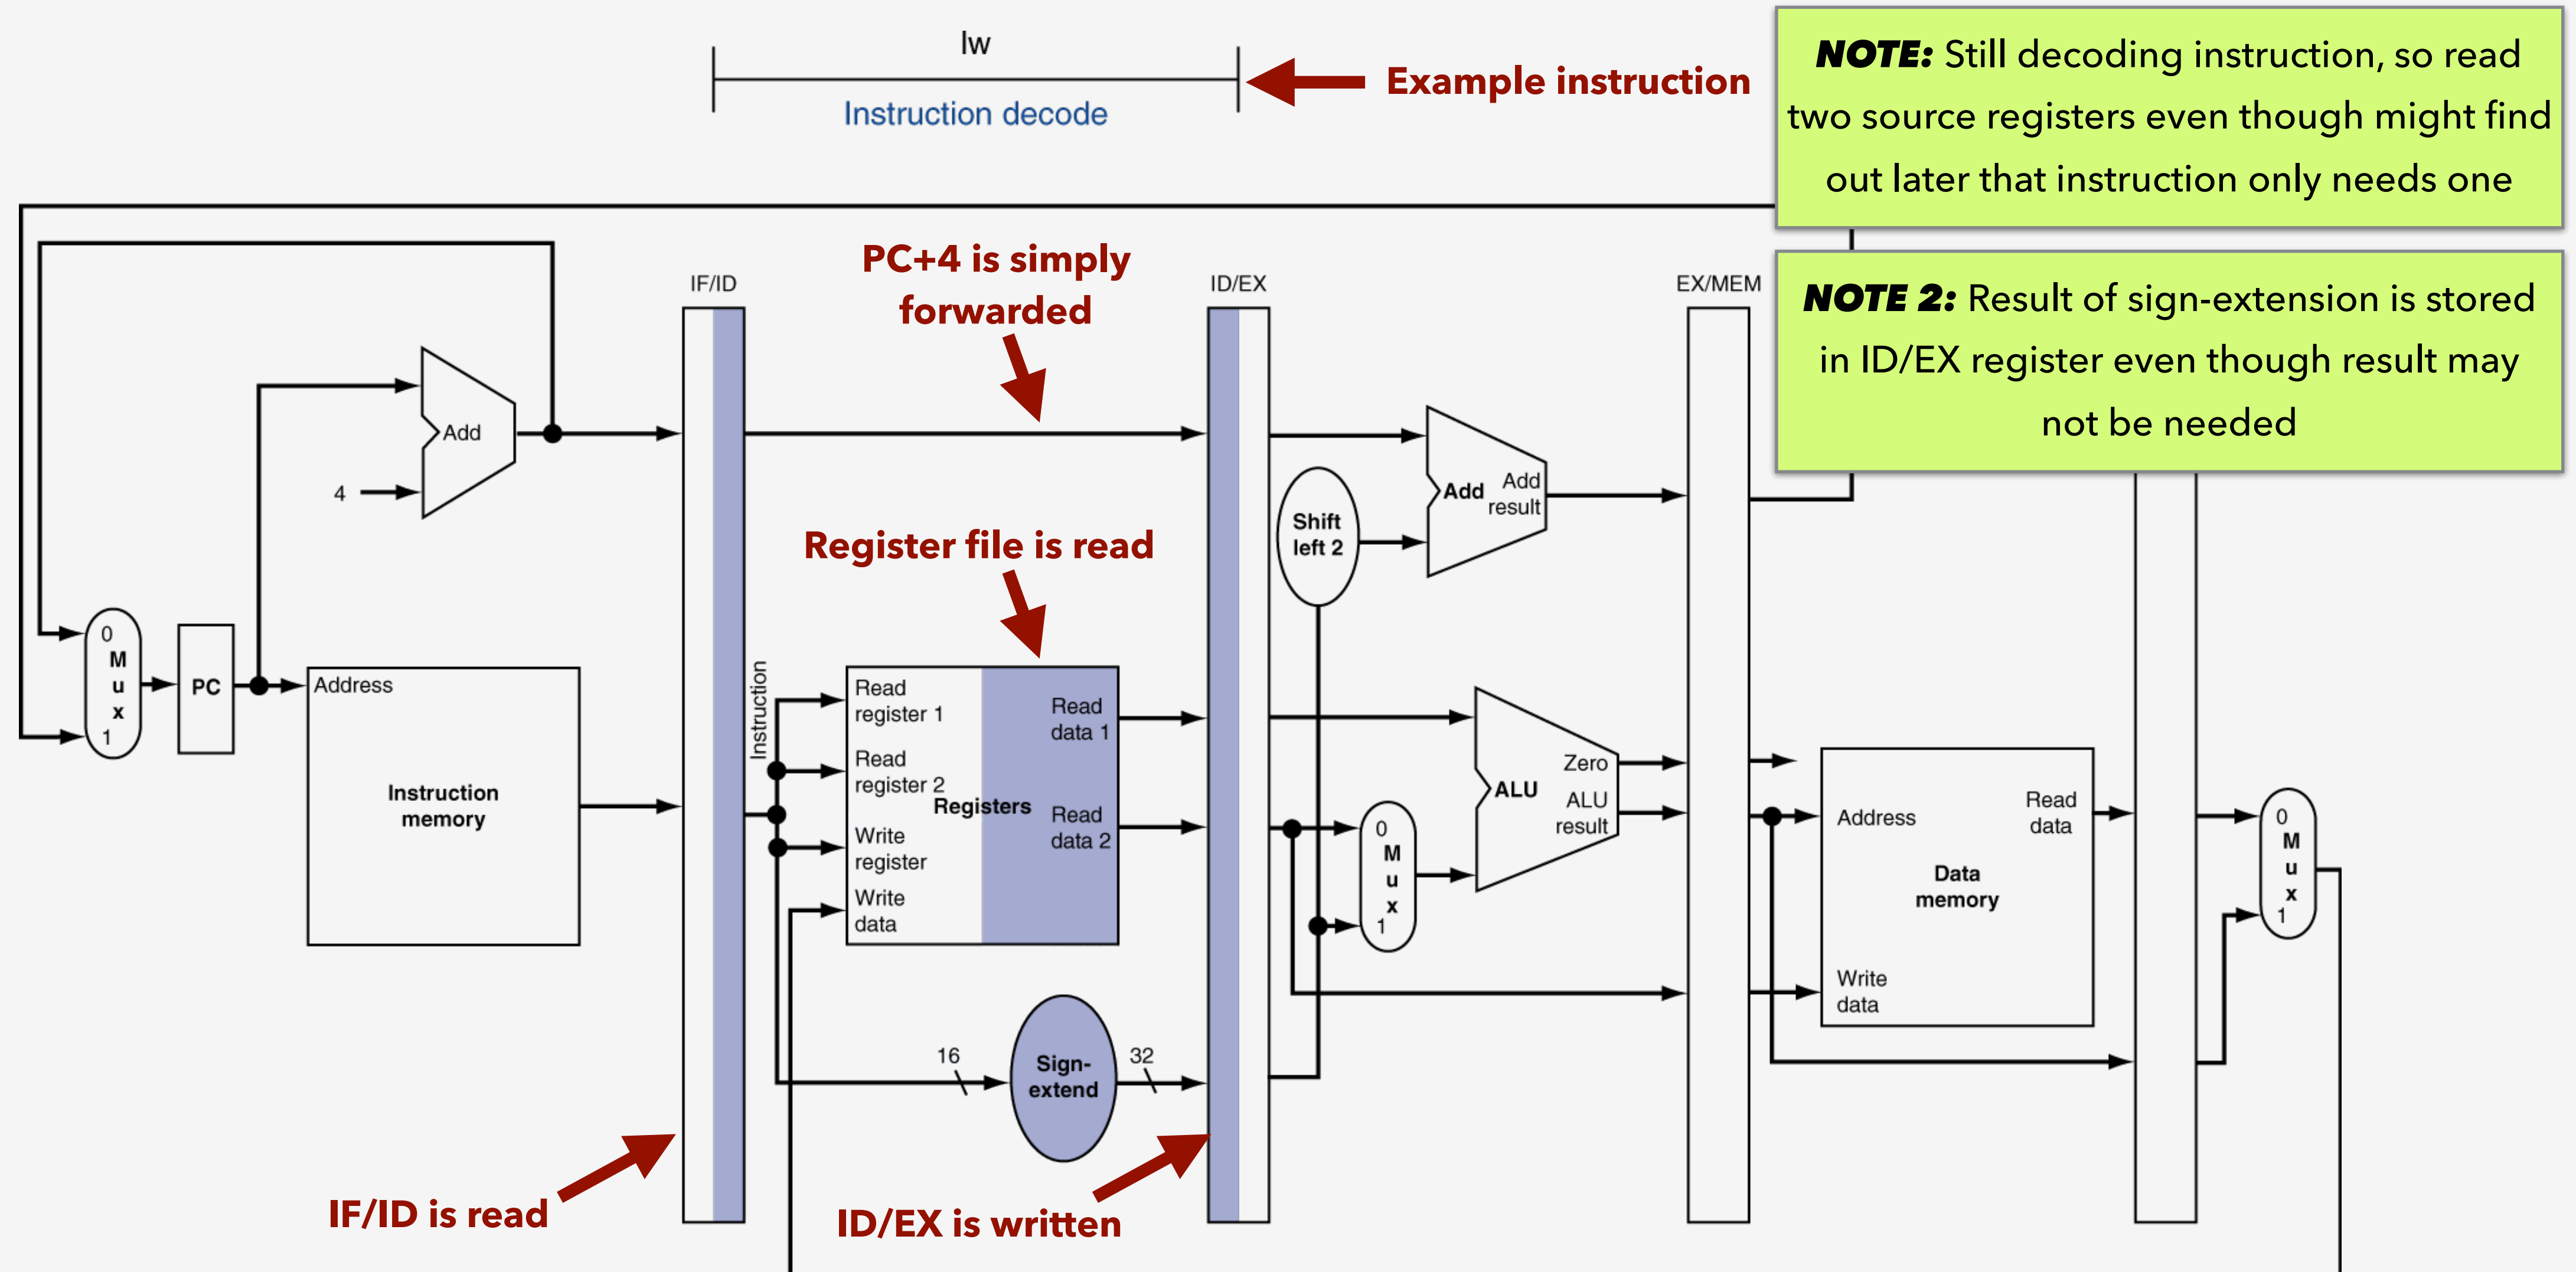 lw
Instruction decode
Example instruction
NOTE: Still decoding instruction, so read
two source registers even though might find
out later that instruction only needs one
NOTE 2: Result of sign-extension is stored
in ID/EX register even though result may
not be needed
PC+4 is simply
forwarded
IF/ID
ID/EX
EX/MEM
Add
4
Add
Add
result
Shift
left 2
Register file is read
0
M
u
x
1
PC
Address
Instruction
memory
Instruction
Read
register 1
Read
register 2
Registers
Write
register
Write
data
Read
data 1
Read
data 2
16
Sign-
extend
32
0
M
u
x
1
ALU
Zero
ALU
result
Address
Read
data
Data
memory
Write
data
0
M
u
x
1
IF/ID is read
ID/EX is written